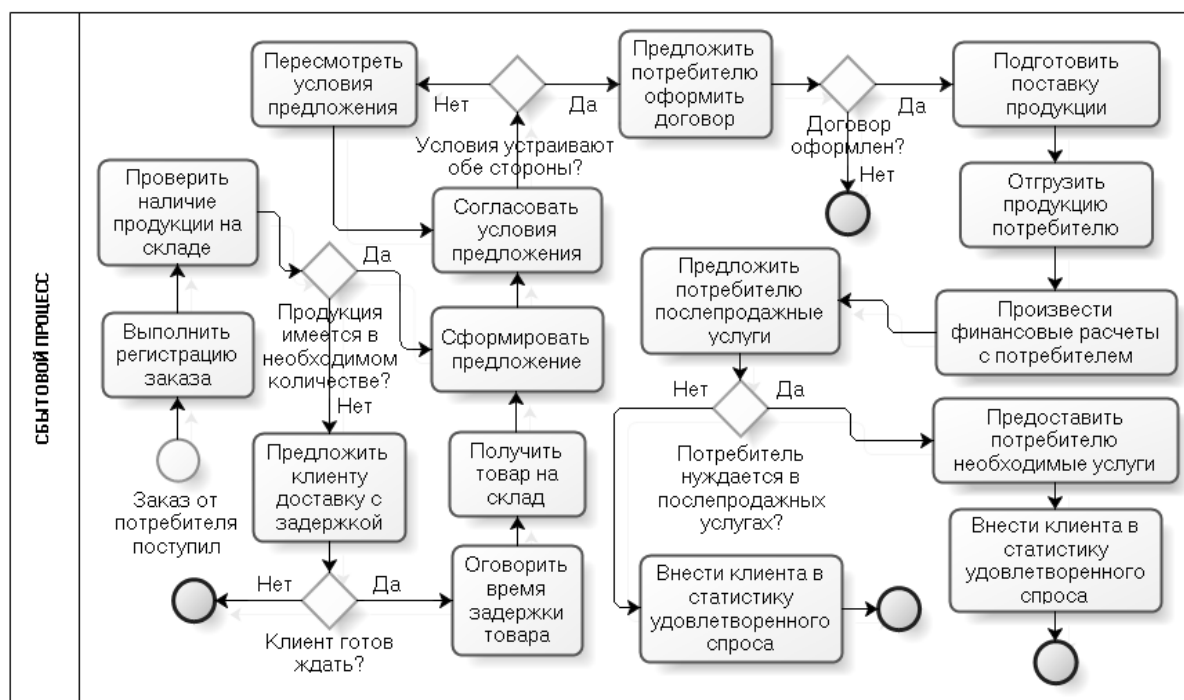 СБЫТОВОЙ ПРОЦЕСС
Заказ от
потребителя
поступил
Выполнить
регистрацию
заказа
Проверить
наличие
продукции на
складе
Продукция
имеется в
необходимом
количестве?
Да
Нет
Предложить
клиенту
доставку с
задержкой
Клиент готов
ждать?
Нет
Да
Оговорить
время
задержки
товара
Получить
товар на
склад
Сформировать
предложение
Согласовать
условия
предложения
Условия устраивают
обе стороны?
Нет
Да
Пересмотреть
условия
предложения
Предложить
потребителю
оформить
договор
Договор
оформлен?
Да
Нет
Подготовить
поставку
продукции
Отгрузить
продукцию
потребителю
Произвести
финансовые расчеты
с потребителем
Предложить
потребителю
послепродажные
услуги
Нет
Да
Потребитель
нуждается в
послепродажных
услугах?
Внести клиента в
статистику
удовлетворенного
спроса
Предоставить
потребителю
необходимые услуги
Внести клиента в
статистику
удовлетворенного
спроса